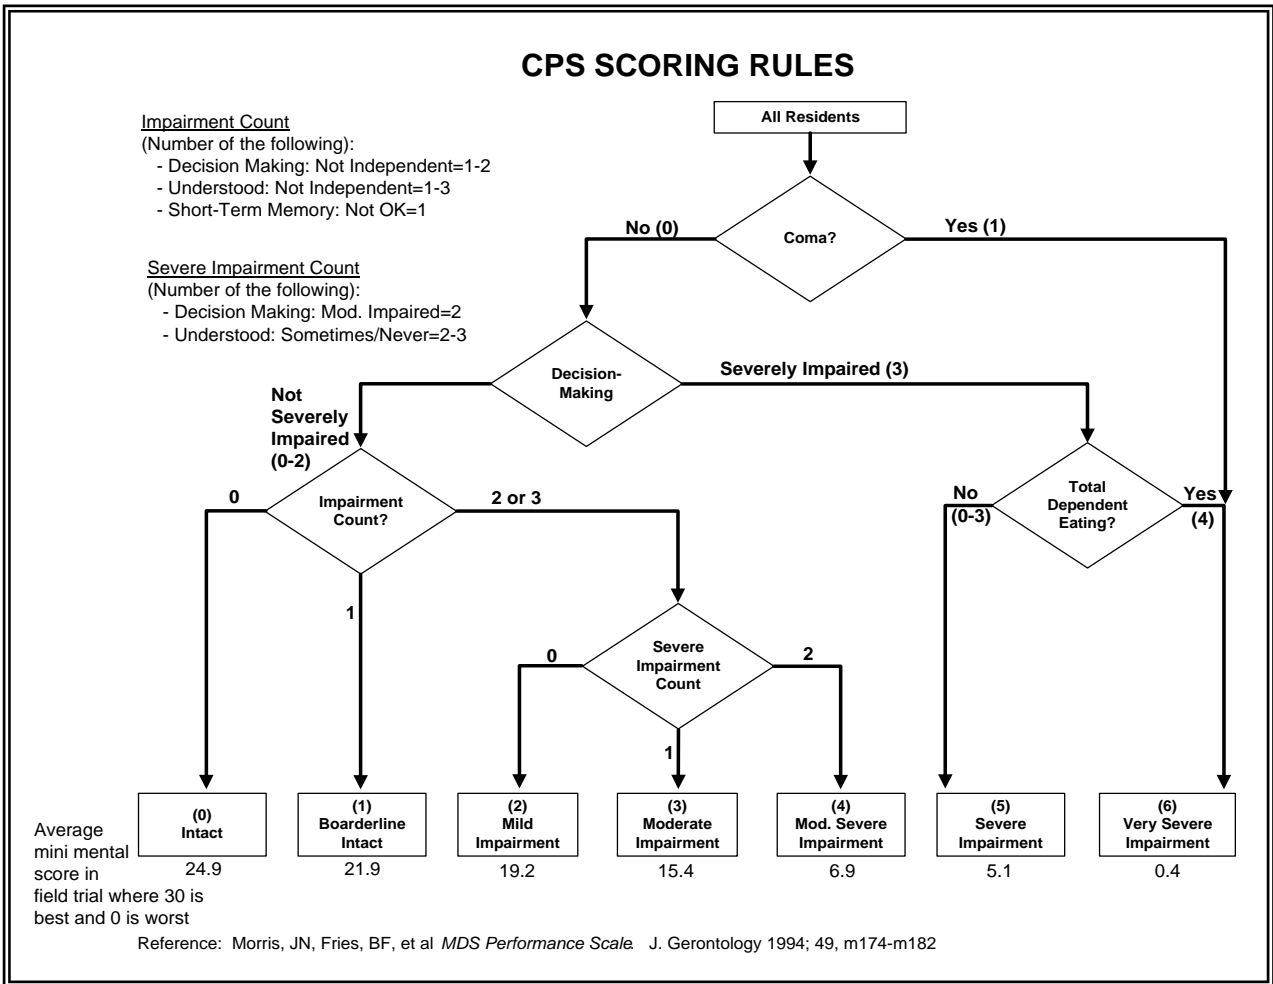 CPS SCORING RULES
Impairment Count
(Number of the following):
- Decision Making: Not Independent=1-2
- Understood: Not Independent=1-3
- Short-Term Memory: Not OK=1
Severe Impairment Count
(Number of the following):
- Decision Making: Mod. Impaired=2
- Understood: Sometimes/Never=2-3
All Residents
Coma?
No (0)
Yes (1)
Decision-
Making
Severely Impaired (3)
Not
Severely
Impaired
(0-2)
Impairment
Count?
0
2 or 3
1
Total
Dependent
Eating?
No
(0-3)
Yes
(4)
Severe
Impairment
Count
0
2
1
(0)
Intact
24.9
(1)
Boarderline
Intact
21.9
(2)
Mild
Impairment
19.2
(3)
Moderate
Impairment
15.4
(4)
Mod. Severe
Impairment
6.9
(5)
Severe
Impairment
5.1
(6)
Very Severe
Impairment
0.4
Average
mini mental
score in
field trial where 30 is
best and 0 is worst
Reference: Morris, JN, Fries, BF, et al MDS Performance Scale. J. Gerontology 1994; 49, m174-m182